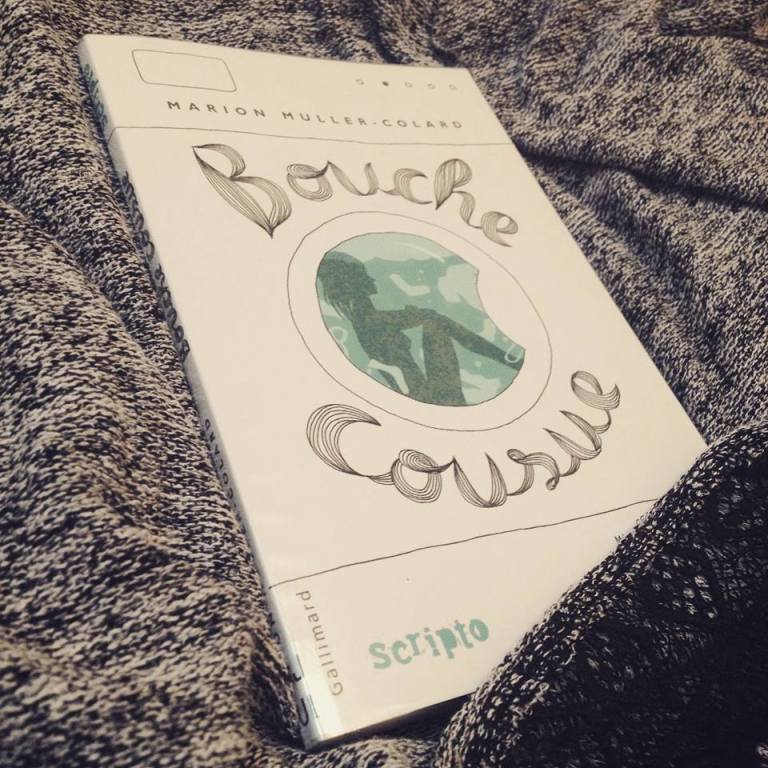 MARION MULLER-COLARD
Bouche
Cousue
Gallimard
scripto